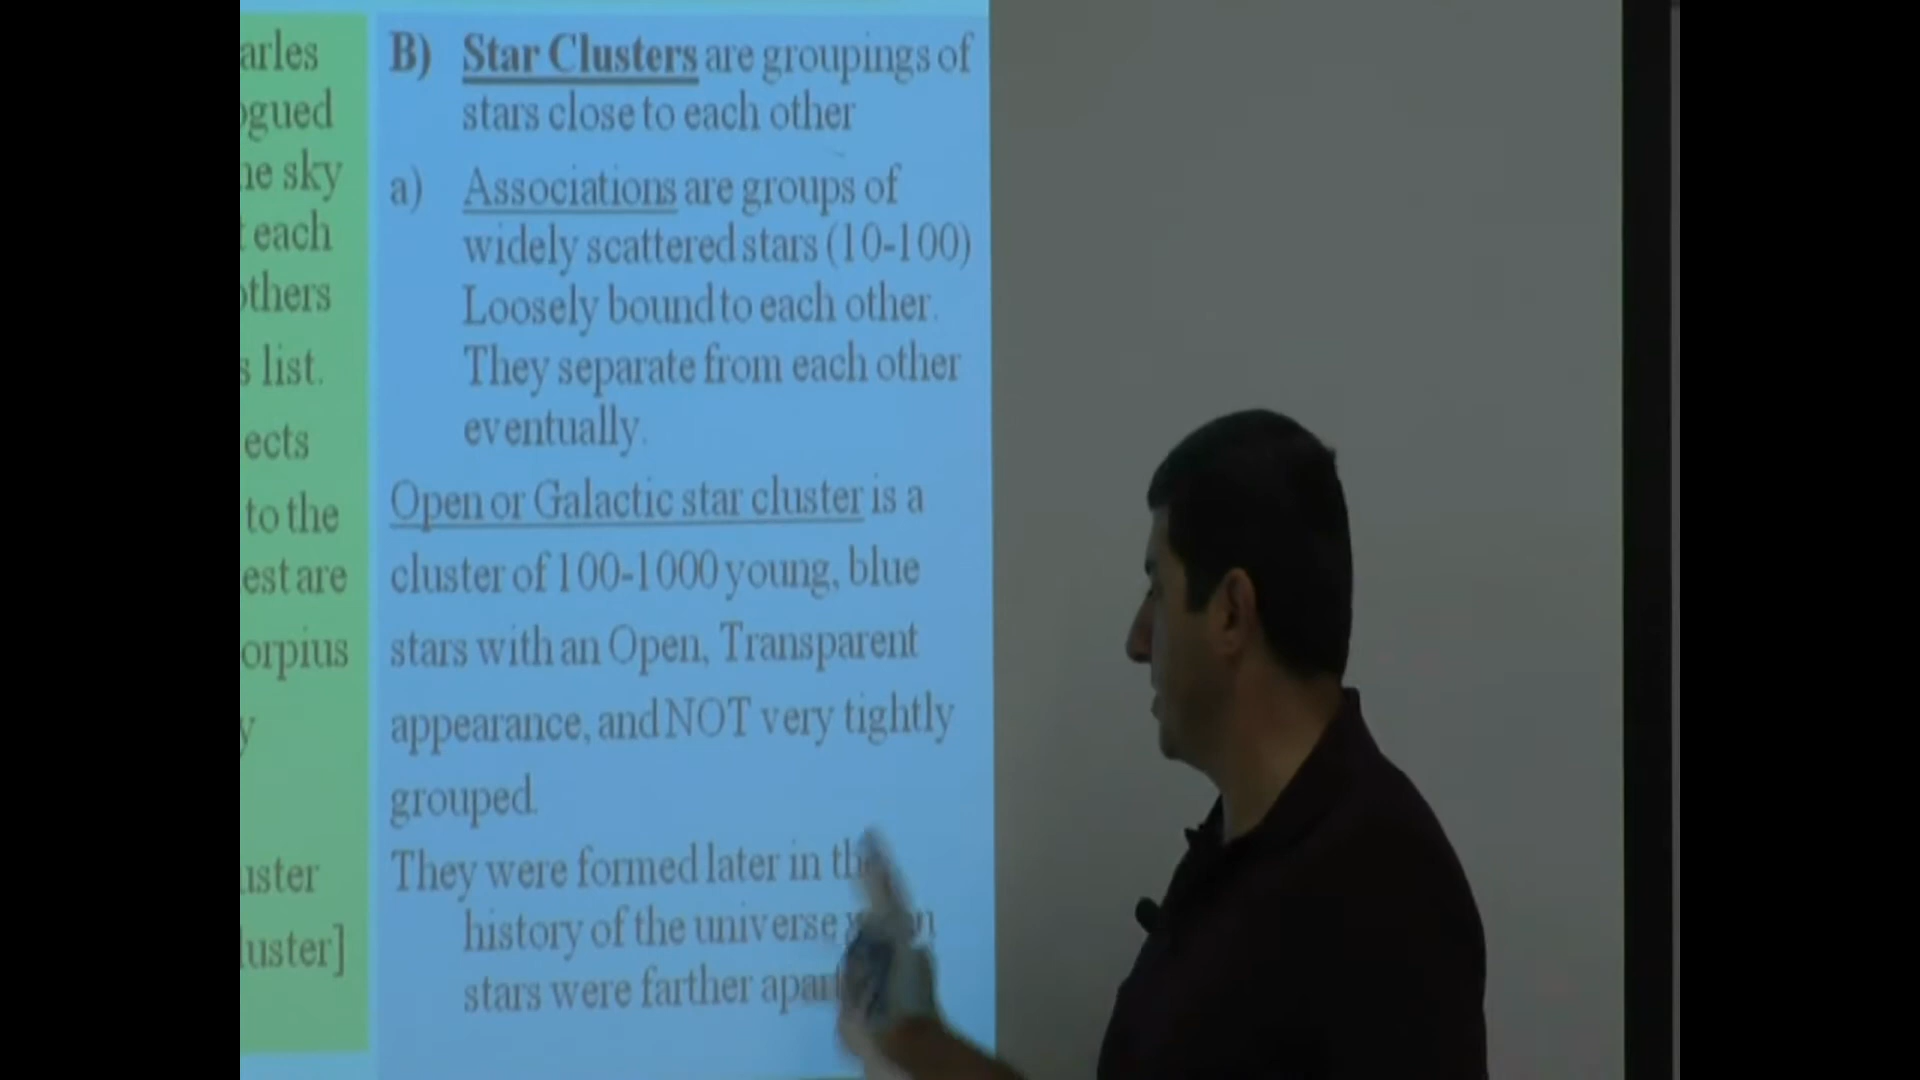 arles
ogued
he sky
each
others
s list.
ects
to the
est are
orpius
y
uster
luster]
B) Star Clusters are groupings of
stars close to each other
a) Associations are groups of
widely scattered stars (10-100)
Loosely bound to each other.
They separate from each other
eventually.
Open or Galactic star cluster is a
cluster of 100-1000 young, blue
stars with an Open, Transparent
appearance, and NOT very tightly
grouped.
They were formed later in the
history of the universe
stars were farther apart